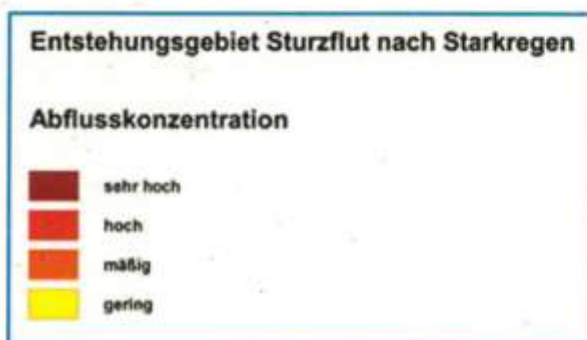 Entstehungsgebiet Sturzflut nach Starkregen
Abflusskonzentration
sehr hoch
hoch
mäßig
gering